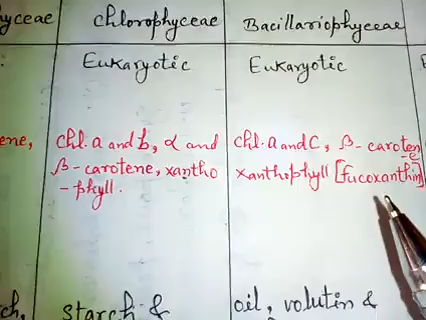 yceae
Chlorophyceae
Bacillariophyceae
Eukaryotic
Eukaryotic
ene,
chl. a and b, α and
β-carotene, xantho
-phyll.
chl. a and c, β-caroten
-e
xanthophyll [fucoxanthin]
ch,
starch &
oil, volutin &